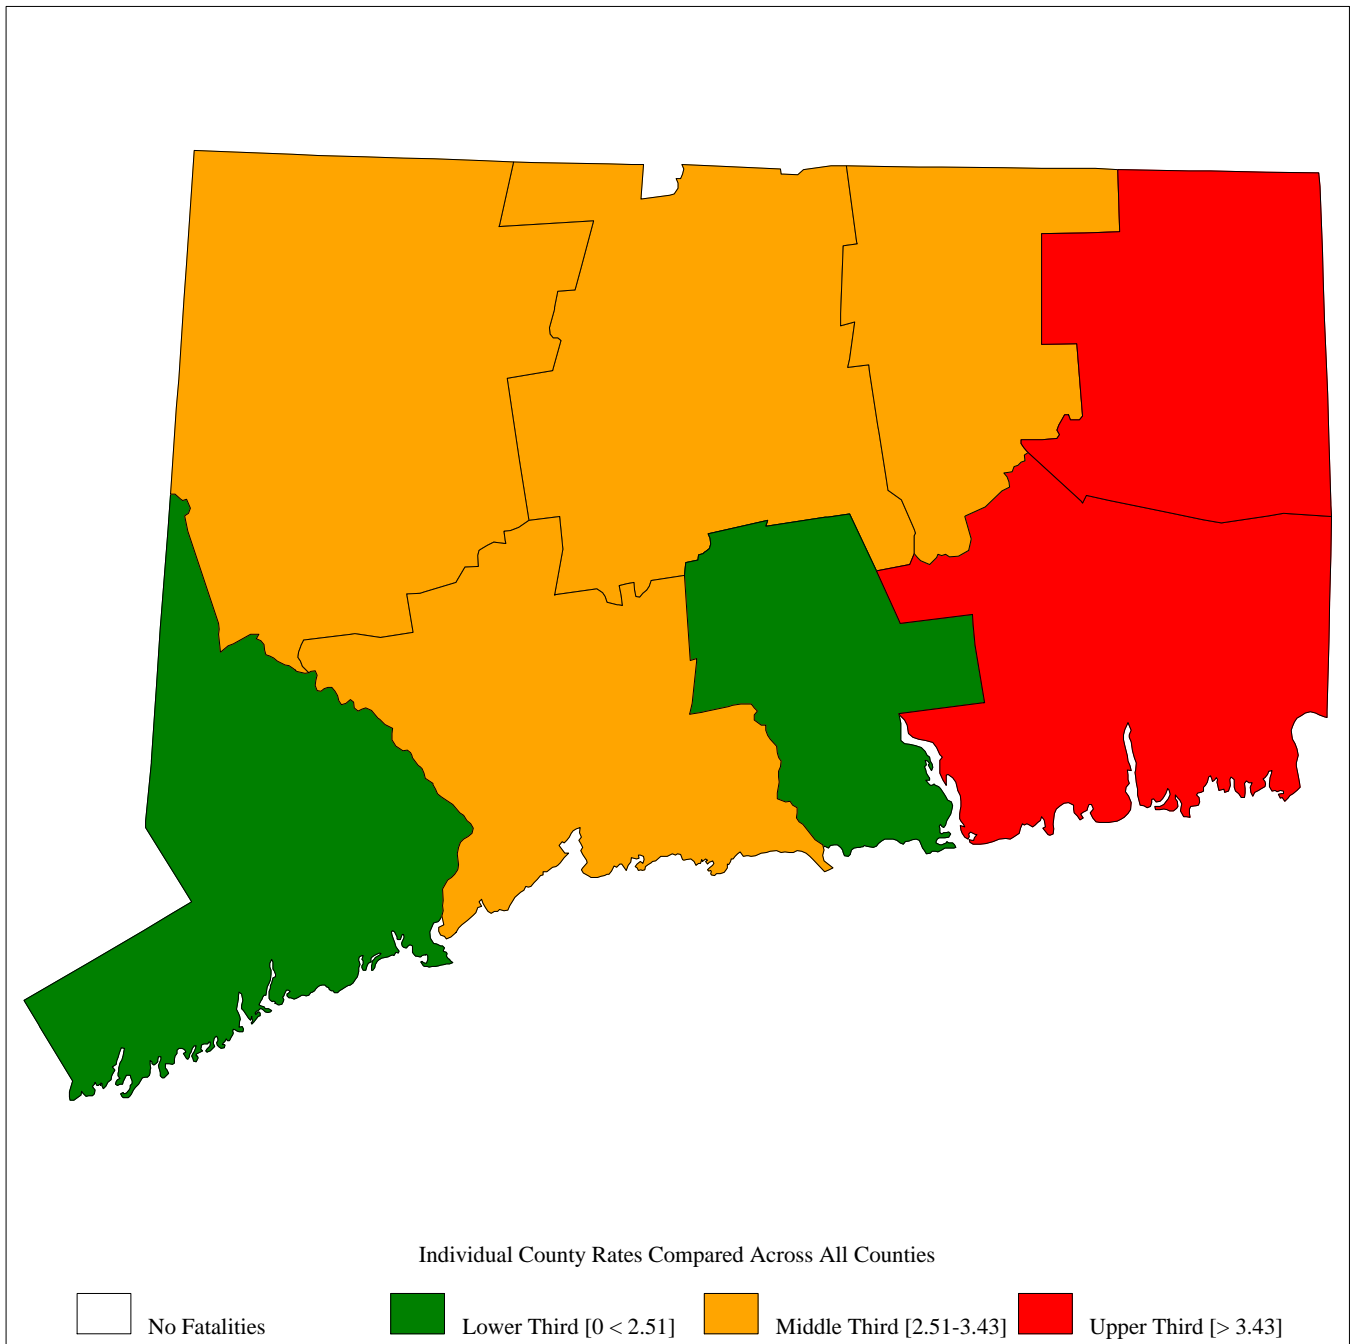 Individual County Rates Compared Across All Counties
No Fatalities Lower Third [0 < 2.51] Middle Third [2.51-3.43] Upper Third [> 3.43]